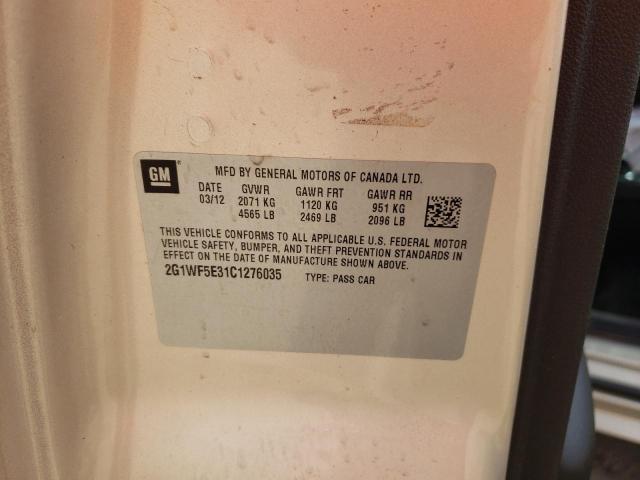 GM
MFD BY GENERAL MOTORS OF CANADA LTD.
DATE GVWR GAWR FRT GAWR RR
03/12 2071 KG 1120 KG 951 KG
4565 LB 2469 LB 2096 LB
THIS VEHICLE CONFORMS TO ALL APPLICABLE U.S. FEDERAL MOTOR
VEHICLE SAFETY, BUMPER, AND THEFT PREVENTION STANDARDS IN
EFFECT ON THE DATE OF MANUFACTURE SHOWN ABOVE.
2G1WF5E31C1276035 TYPE: PASS CAR